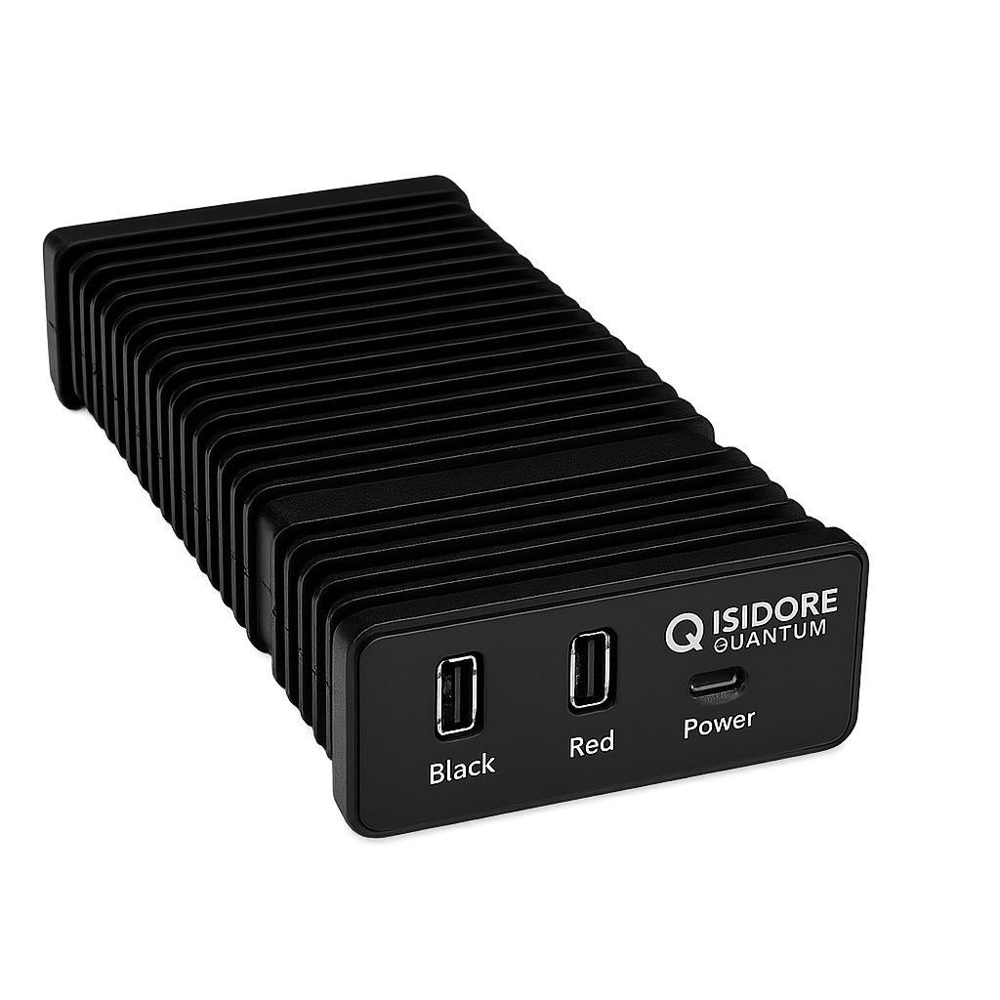 ISIDORE
QUANTUM
Black
Red
Power